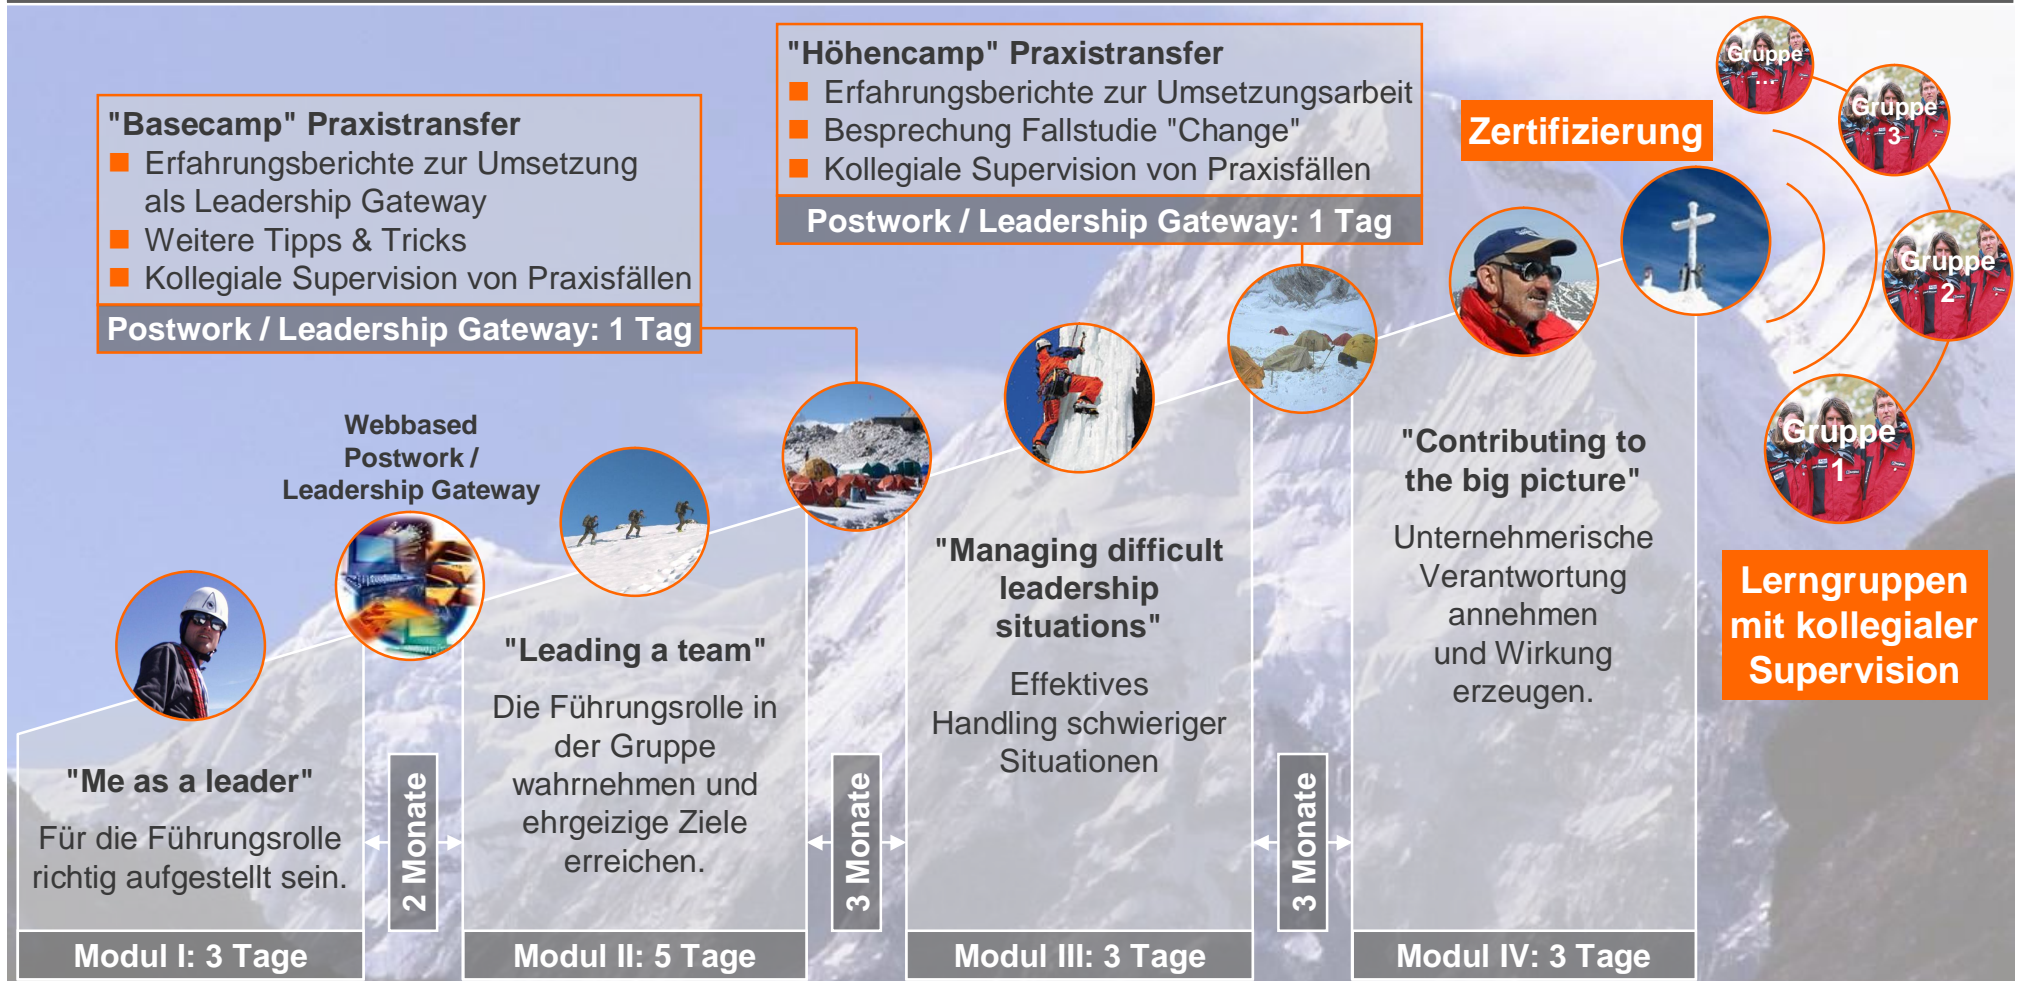 "Basecamp" Praxistransfer
Erfahrungsberichte zur Umsetzung
als Leadership Gateway
Weitere Tipps & Tricks
Kollegiale Supervision von Praxisfällen
Postwork / Leadership Gateway: 1 Tag
"Höhencamp" Praxistransfer
Erfahrungsberichte zur Umsetzungsarbeit
Besprechung Fallstudie "Change"
Kollegiale Supervision von Praxisfällen
Postwork / Leadership Gateway: 1 Tag
Zertifizierung
Gruppe
...
Gruppe
3
Gruppe
2
Gruppe
1
Lerngruppen
mit kollegialer
Supervision
Webbased
Postwork /
Leadership Gateway
"Me as a leader"
Für die Führungsrolle
richtig aufgestellt sein.
Modul I: 3 Tage
2 Monate
"Leading a team"
Die Führungsrolle in
der Gruppe
wahrnehmen und
ehrgeizige Ziele
erreichen.
Modul II: 5 Tage
3 Monate
"Managing difficult
leadership
situations"
Effektives
Handling schwieriger
Situationen
Modul III: 3 Tage
3 Monate
"Contributing to
the big picture"
Unternehmerische
Verantwortung
annehmen
und Wirkung
erzeugen.
Modul IV: 3 Tage